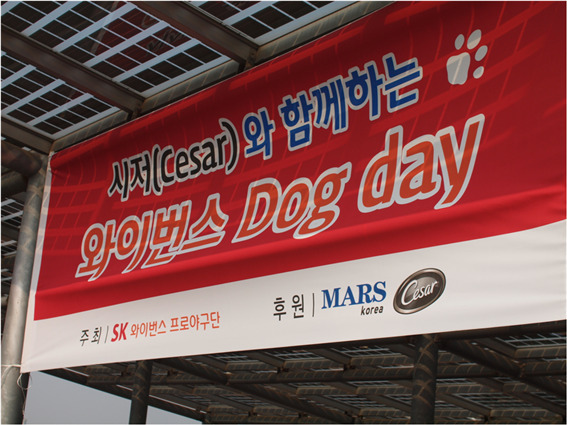 시저(Cesar)와 함께하는
와이번스 Dog day
주최 | SK 와이번스 프로야구단
후원 | MARS korea Cesar